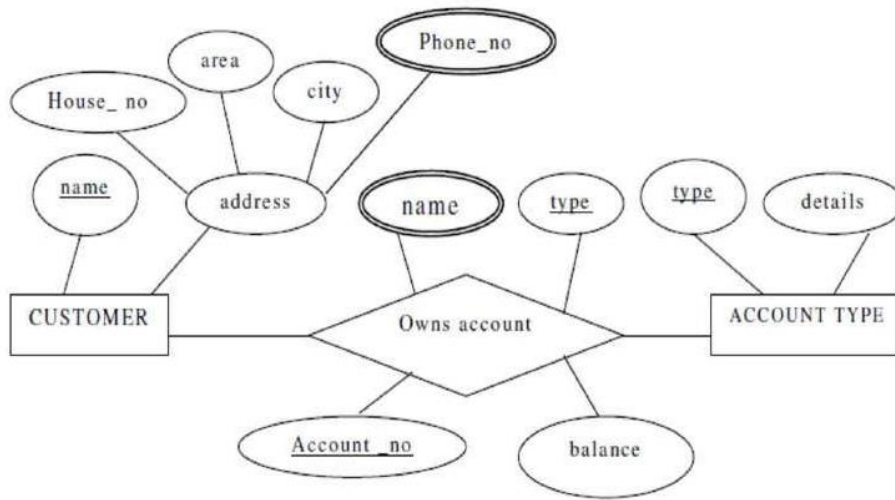 Phone_no
area
city
House_ no
name
address
name
type
type
details
CUSTOMER
Owns account
ACCOUNT TYPE
Account _no
balance